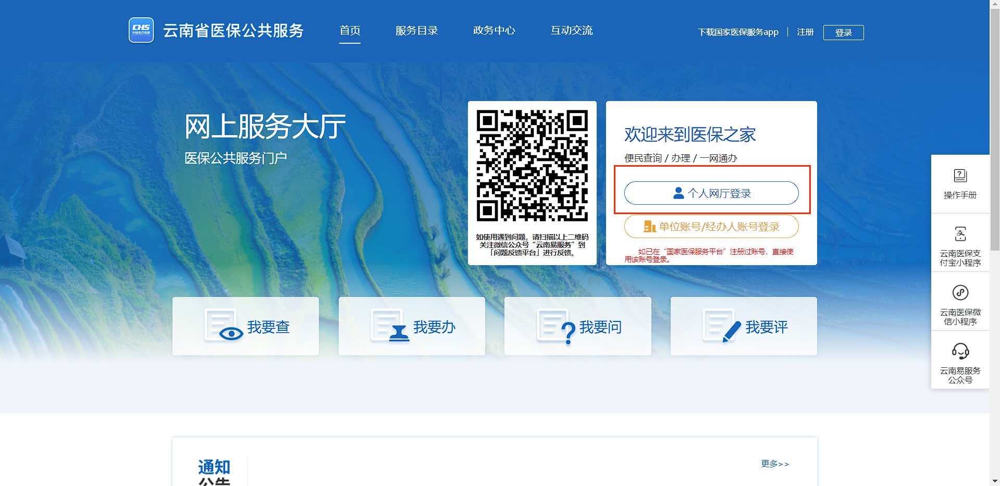 CHS
中国医疗保障
云南省医保公共服务
首页
服务目录
政务中心
互动交流
下载国家医保服务app
注册
登录
网上服务大厅
医保公共服务门户
如使用遇到问题，请扫描以上二维码
关注微信公众号“云南易服务”到
「问题反馈平台」进行反馈。
欢迎来到医保之家
便民查询 / 办理 / 一网通办
个人网厅登录
单位账号/经办人账号登录
如已在“国家医保服务平台”注册过账号，直接使
用该账号登录。
操作手册
云南医保支
付宝小程序
云南医保微
信小程序
云南易服务
公众号
我要查
我要办
我要问
我要评
通知
公告
更多>>